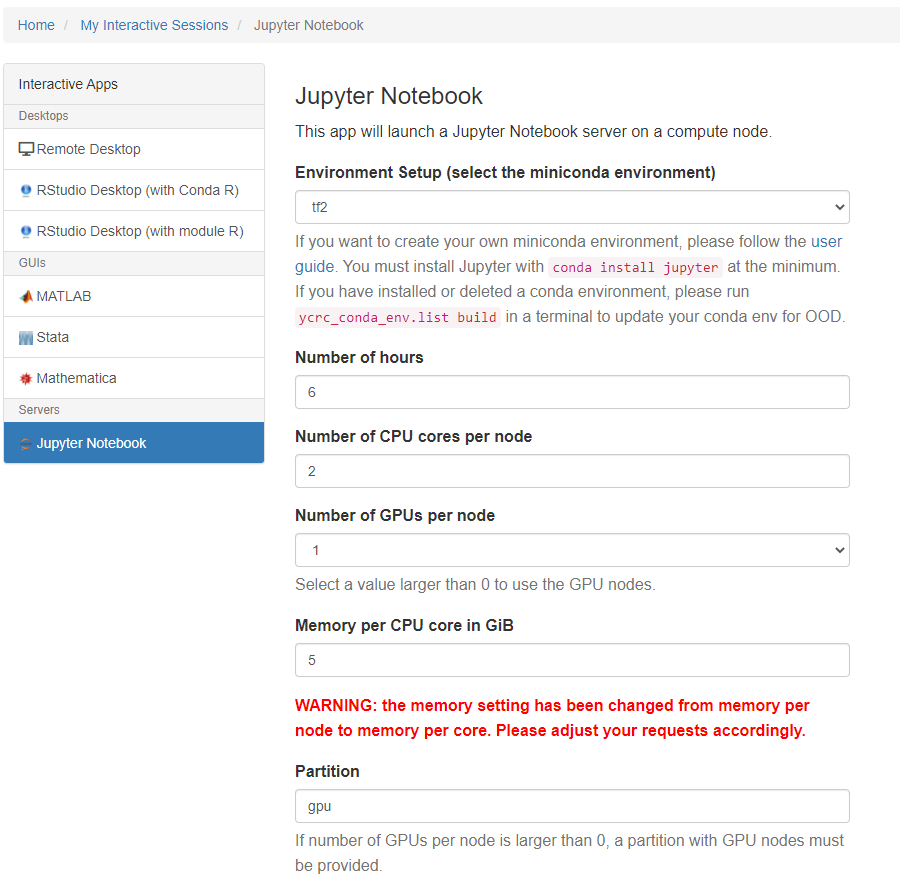 Home / My Interactive Sessions / Jupyter Notebook
Interactive Apps
Desktops
Remote Desktop
RStudio Desktop (with Conda R)
RStudio Desktop (with module R)
GUIs
MATLAB
Stata
Mathematica
Servers
Jupyter Notebook
Jupyter Notebook
This app will launch a Jupyter Notebook server on a compute node.
Environment Setup (select the miniconda environment)
tf2
If you want to create your own miniconda environment, please follow the user
guide. You must install Jupyter with conda install jupyter at the minimum.
If you have installed or deleted a conda environment, please run
ycrc_conda_env.list build in a terminal to update your conda env for OOD.
Number of hours
6
Number of CPU cores per node
2
Number of GPUs per node
1
Select a value larger than 0 to use the GPU nodes.
Memory per CPU core in GiB
5
WARNING: the memory setting has been changed from memory per
node to memory per core. Please adjust your requests accordingly.
Partition
gpu
If number of GPUs per node is larger than 0, a partition with GPU nodes must
be provided.